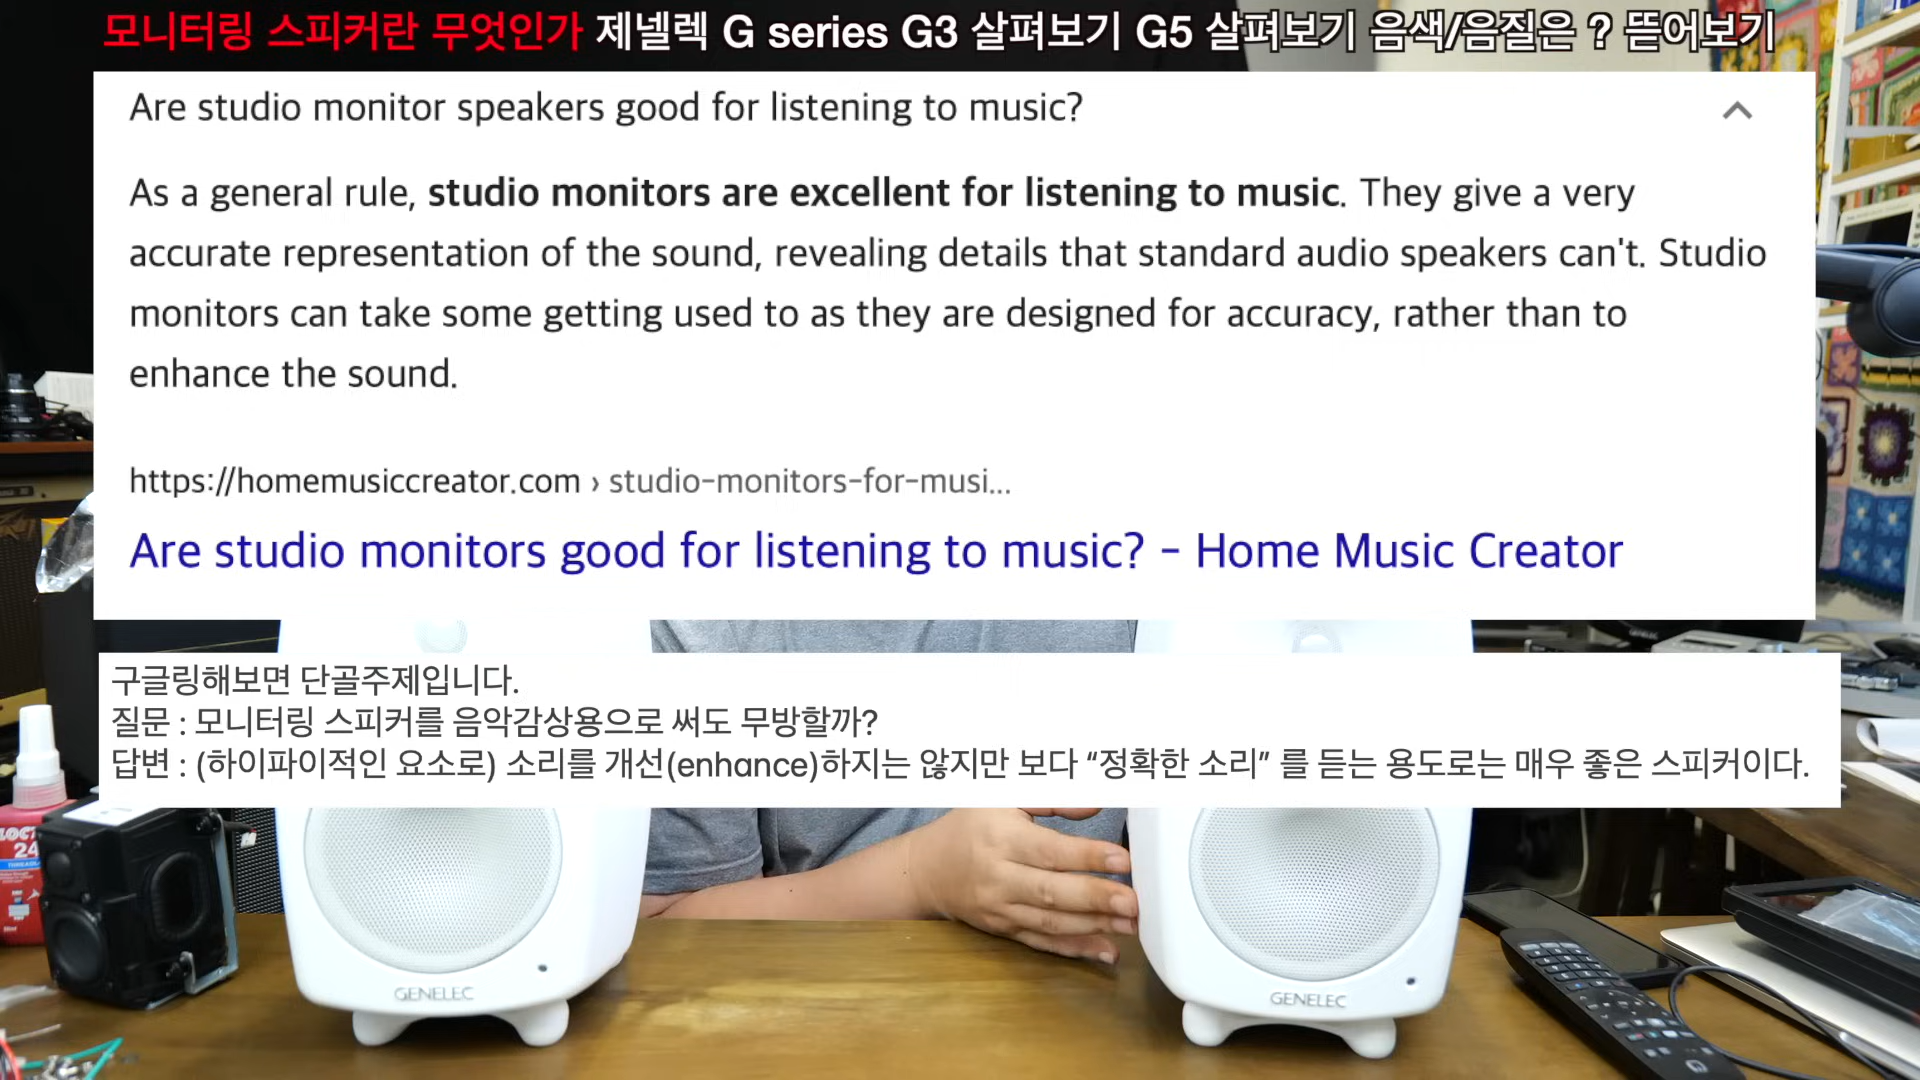 모니터링 스피커란 무엇인가 제넬렉 G series G3 살펴보기 G5 살펴보기 음색/음질은 ? 뜯어보기
Are studio monitor speakers good for listening to music?
As a general rule, studio monitors are excellent for listening to music. They give a very
accurate representation of the sound, revealing details that standard audio speakers can't. Studio
monitors can take some getting used to as they are designed for accuracy, rather than to
enhance the sound.
https://homemusiccreator.com › studio-monitors-for-musi...
Are studio monitors good for listening to music? - Home Music Creator
구글링해보면 단골주제입니다.
질문 : 모니터링 스피커를 음악감상용으로 써도 무방할까?
답변 : (하이파이적인 요소로) 소리를 개선(enhance)하지는 않지만 보다 “정확한 소리” 를 듣는 용도로는 매우 좋은 스피커이다.
GENELEC
GENELEC